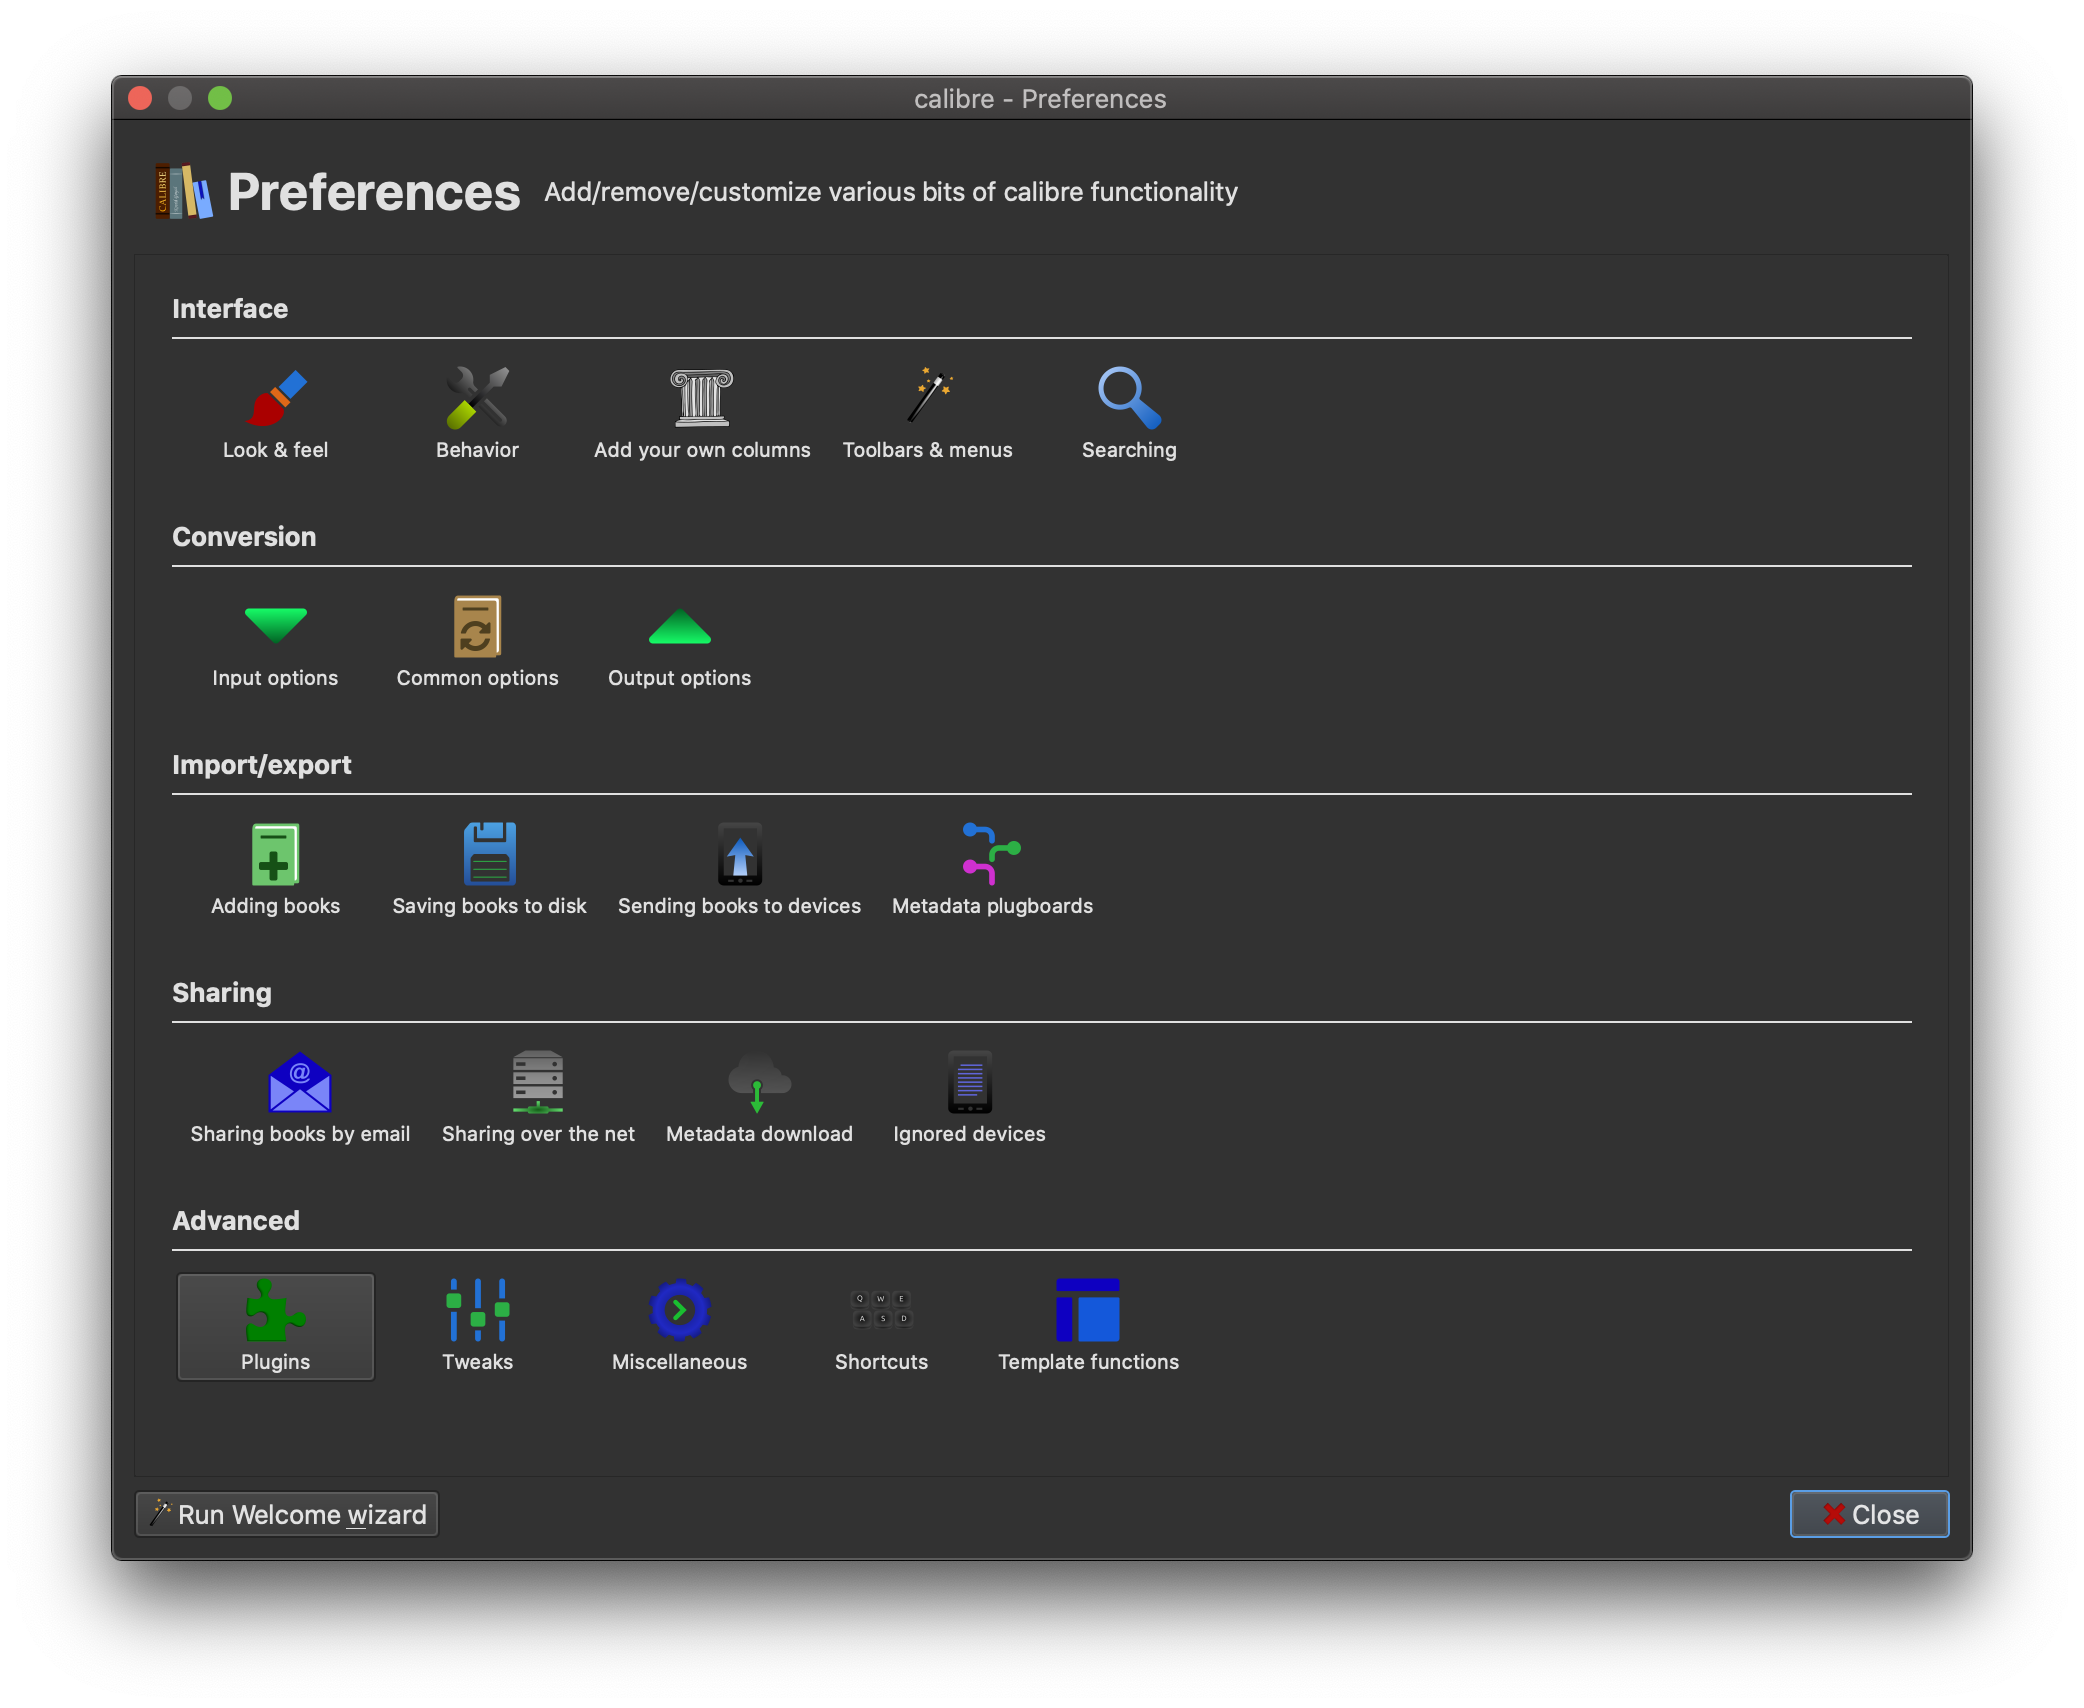 calibre - Preferences
CALIBRE
Preferences Add/remove/customize various bits of calibre functionality
Interface
Look & feel Behavior Add your own columns Toolbars & menus Searching
Conversion
Input options Common options Output options
Import/export
Adding books Saving books to disk Sending books to devices Metadata plugboards
Sharing
@
Sharing books by email Sharing over the net Metadata download Ignored devices
Advanced
Q W E
A S D
Plugins Tweaks Miscellaneous Shortcuts Template functions
Run Welcome wizard Close